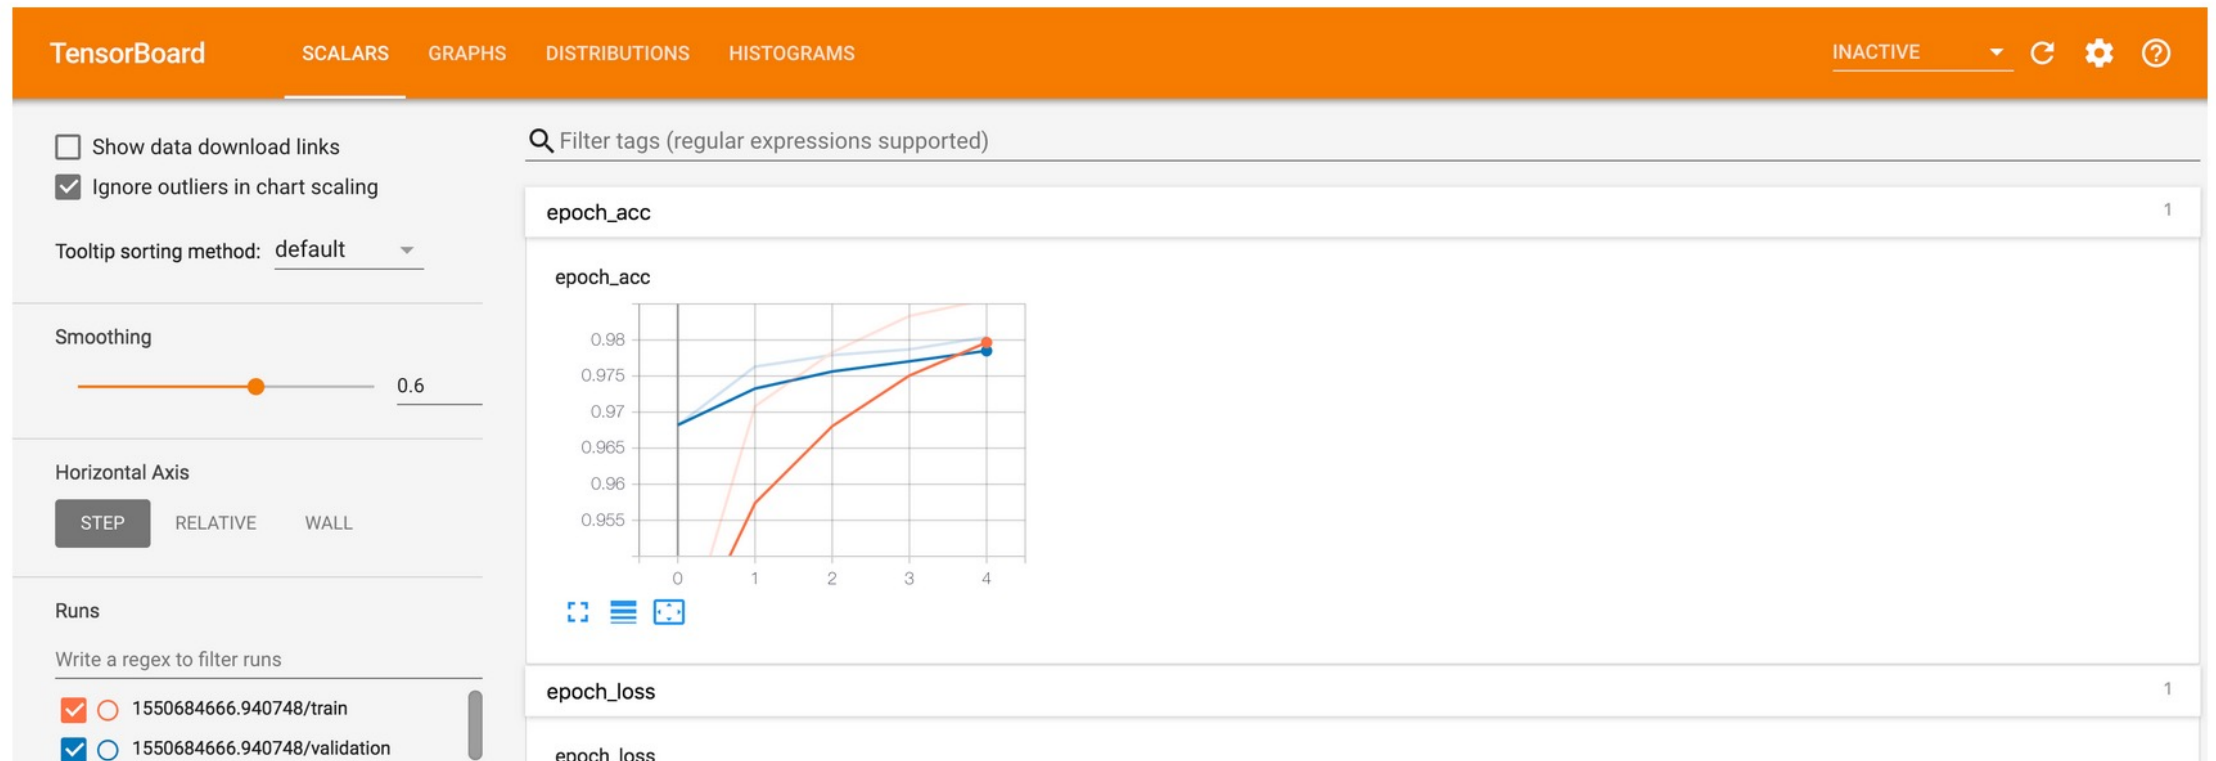 TensorBoard SCALARS GRAPHS DISTRIBUTIONS HISTOGRAMS INACTIVE
Show data download links
Ignore outliers in chart scaling
Tooltip sorting method: default
Smoothing
0.6
Horizontal Axis
STEP RELATIVE WALL
Runs
Write a regex to filter runs
1550684666.940748/train
1550684666.940748/validation
Filter tags (regular expressions supported)
epoch_acc 1
epoch_acc
0.98
0.975
0.97
0.965
0.96
0.955
0 1 2 3 4
epoch_loss 1
epoch_loss